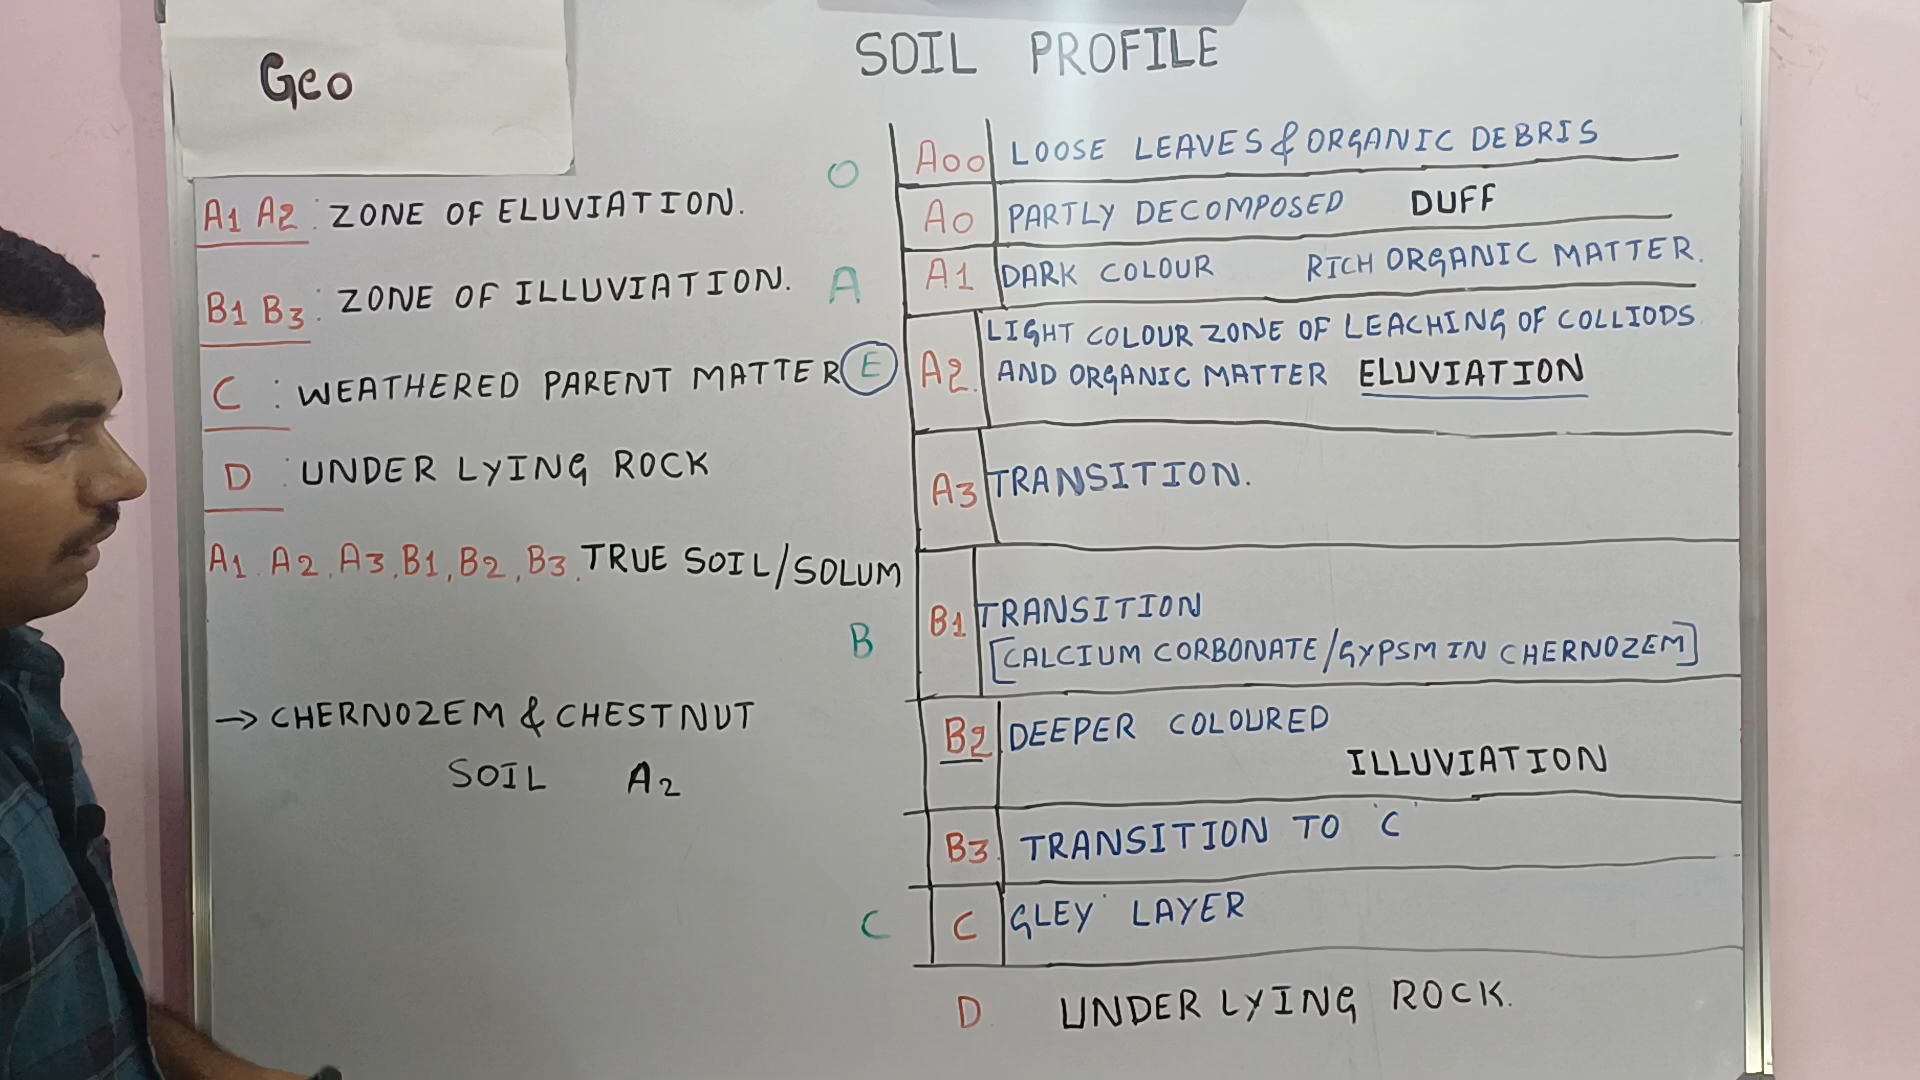 Geo
SOIL PROFILE
A1 A2 : ZONE OF ELUVIATION.
B1 B3 : ZONE OF ILLUVIATION.
C : WEATHERED PARENT MATTER
D : UNDER LYING ROCK
A1. A2. A3. B1, B2, B3. TRUE SOIL/SOLUM
→ CHERNOZEM & CHESTNUT
SOIL A2
O
A00 LOOSE LEAVES & ORGANIC DEBRIS
A0 PARTLY DECOMPOSED DUFF
A A1 DARK COLOUR RICH ORGANIC MATTER.
LIGHT COLOUR ZONE OF LEACHING OF COLLIODS
E A2. AND ORGANIC MATTER ELUVIATION
A3 TRANSITION.
B B1 TRANSITION
[CALCIUM CORBONATE/GYPSM IN CHERNOZEM]
B2 DEEPER COLOURED
ILLUVIATION
B3. TRANSITION TO 'C'
C C GLEY LAYER
D. UNDER LYING ROCK.